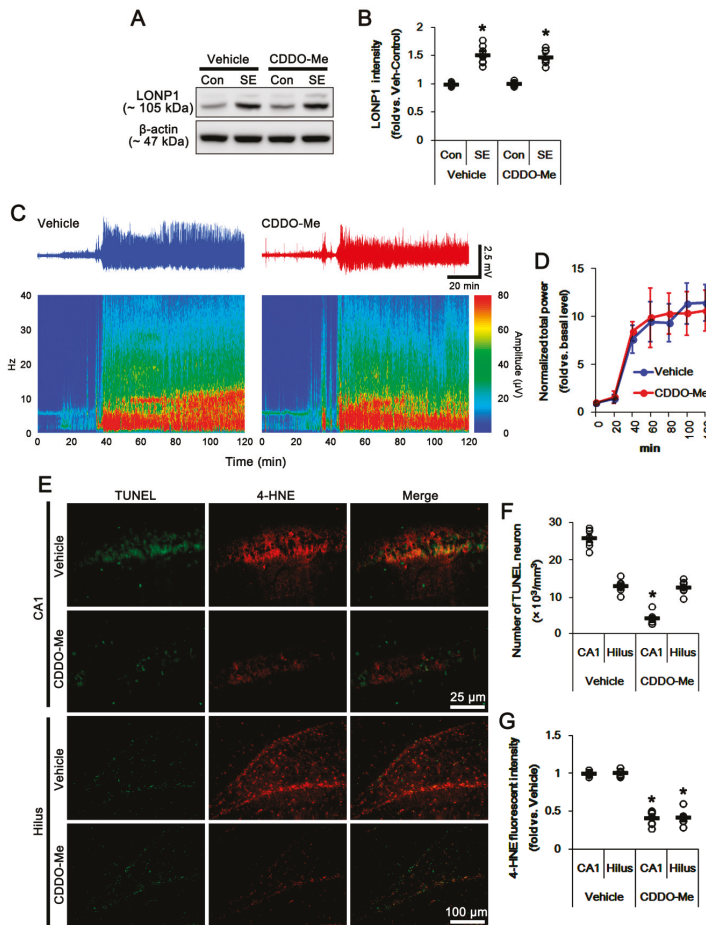 A
Vehicle CDDO-Me
Con SE Con SE
LONP1
(~ 105 kDa)
β-actin
(~ 47 kDa)
B
LONP1 intensity
(fold vs. Veh-Control)
2
1.5
1
0.5
0
* *
Con SE Con SE
Vehicle CDDO-Me
C
Vehicle CDDO-Me
2.5 mV
20 min
Hz
40
30
20
10
0
0 20 40 60 80 100 120
0 20 40 60 80 100 120
Time (min)
80
60
40
20
0
Amplitude (µV)
D
Normalized total power
(fold vs. basal level)
15
10
5
0
Vehicle
CDDO-Me
0 20 40 60 80 100
min
E
TUNEL 4-HNE Merge
CA1
Vehicle
CDDO-Me
25 µm
Hilus
Vehicle
CDDO-Me
100 µm
F
Number of TUNEL neuron
(× 10³/mm³)
30
20
10
0
*
CA1 Hilus CA1 Hilus
Vehicle CDDO-Me
G
4-HNE fluorescent intensity
(fold vs. Vehicle)
1.5
1
0.5
0
* *
CA1 Hilus CA1 Hilus
Vehicle CDDO-Me